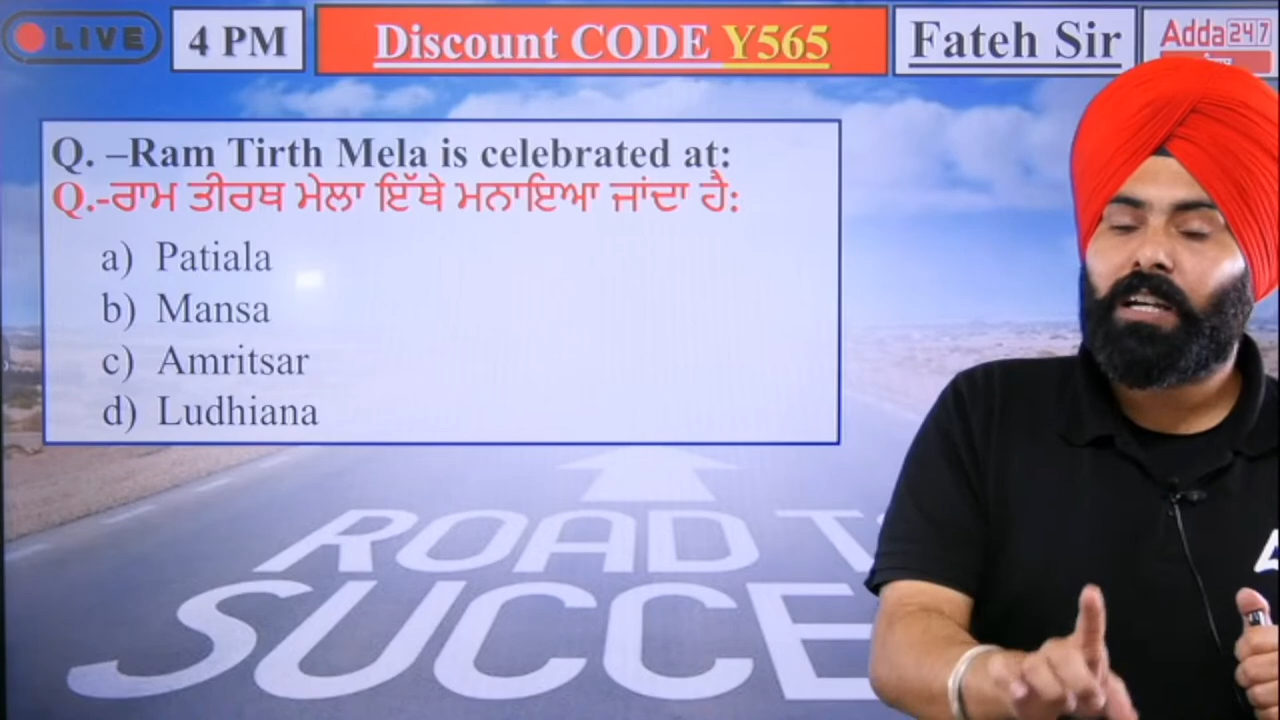 LIVE
4 PM
Discount CODE Y565
Fateh Sir
Adda247
Q. –Ram Tirth Mela is celebrated at:
Q.-ਰਾਮ ਤੀਰਥ ਮੇਲਾ ਇੱਥੇ ਮਨਾਇਆ ਜਾਂਦਾ ਹੈ:
a) Patiala
b) Mansa
c) Amritsar
d) Ludhiana
ROAD T
SUCCE